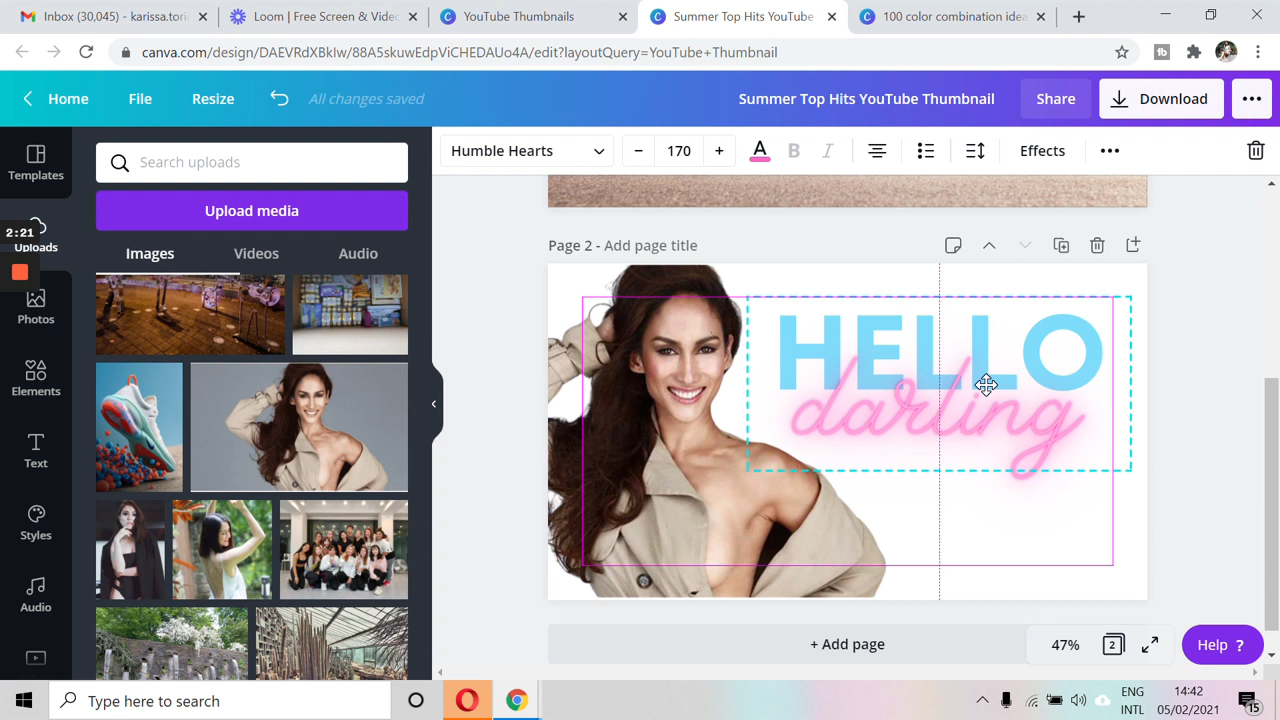 Inbox (30,045) - karissa.tori
Loom | Free Screen & Vide
YouTube Thumbnails
Summer Top Hits YouTube
100 color combination idea
canva.com/design/DAEVRdXBkIw/88A5skuwEdpViCHEDAUo4A/edit?layoutQuery=YouTube+Thumbnail
Home
File
Resize
All changes saved
Summer Top Hits YouTube Thumbnail
Share
Download
Templates
Search uploads
Humble Hearts
170
A
B
I
Effects
2:21
Uploads
Upload media
Images
Videos
Audio
Page 2 - Add page title
Photos
Elements
Text
Styles
Audio
HELLO
darling
+ Add page
47%
2
Help ?
Type here to search
ENG
INTL
14:42
05/02/2021
15